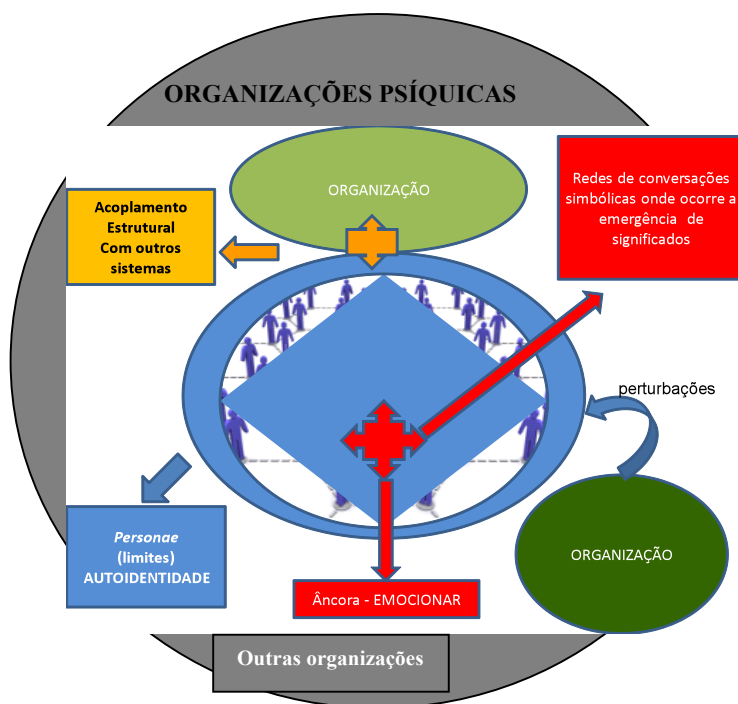 ORGANIZAÇÕES PSÍQUICAS
ORGANIZAÇÃO
Redes de conversações
simbólicas onde ocorre a
emergência de
significados
Acoplamento
Estrutural
Com outros
sistemas
perturbações
ORGANIZAÇÃO
Personae
(limites)
AUTOIDENTIDADE
Âncora - EMOCIONAR
Outras organizações